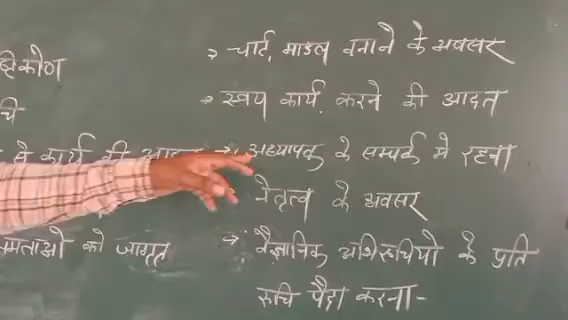 → चार्ट, माडल बनाने के अवसर
ष्टिकोण
→ स्वयं कार्य करने की आदत
चि
मे कार्य की आदत → अध्यापक के सम्पर्क मे रहना
नेतृत्व के अवसर
क्षमताओ को जागृत → वैज्ञानिक अभिरूचियो के प्रति
रूचि पैदा करना-